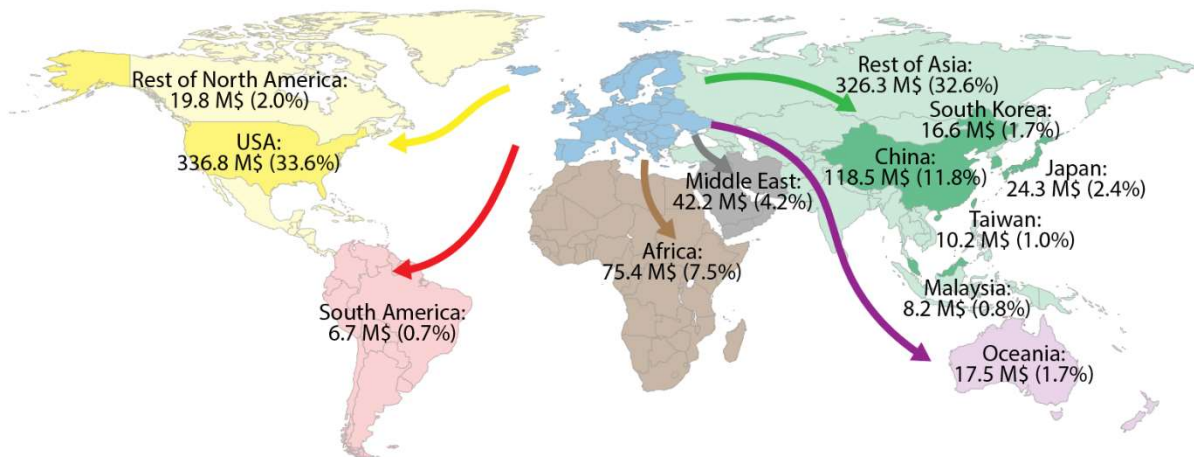 Rest of North America:
19.8 M$ (2.0%)
USA:
336.8 M$ (33.6%)
South America:
6.7 M$ (0.7%)
Africa:
75.4 M$ (7.5%)
Middle East:
42.2 M$ (4.2%)
Rest of Asia:
326.3 M$ (32.6%)
South Korea:
16.6 M$ (1.7%)
China:
118.5 M$ (11.8%)
Japan:
24.3 M$ (2.4%)
Taiwan:
10.2 M$ (1.0%)
Malaysia:
8.2 M$ (0.8%)
Oceania:
17.5 M$ (1.7%)